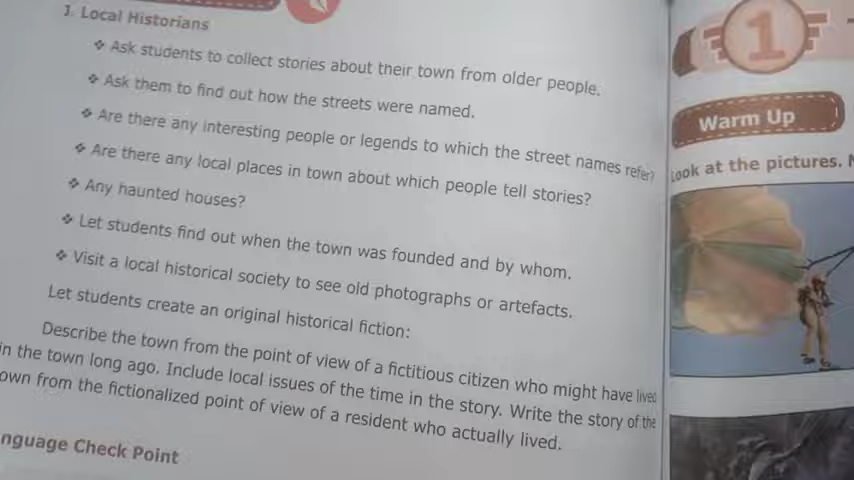 1. Local Historians
❖ Ask students to collect stories about their town from older people.
❖ Ask them to find out how the streets were named.
❖ Are there any interesting people or legends to which the street names refer?
❖ Are there any local places in town about which people tell stories?
❖ Any haunted houses?
❖ Let students find out when the town was founded and by whom.
❖ Visit a local historical society to see old photographs or artefacts.
Let students create an original historical fiction:
Describe the town from the point of view of a fictitious citizen who might have lived
in the town long ago. Include local issues of the time in the story. Write the story of the
own from the fictionalized point of view of a resident who actually lived.
nguage Check Point
1
Warm Up
Look at the pictures.